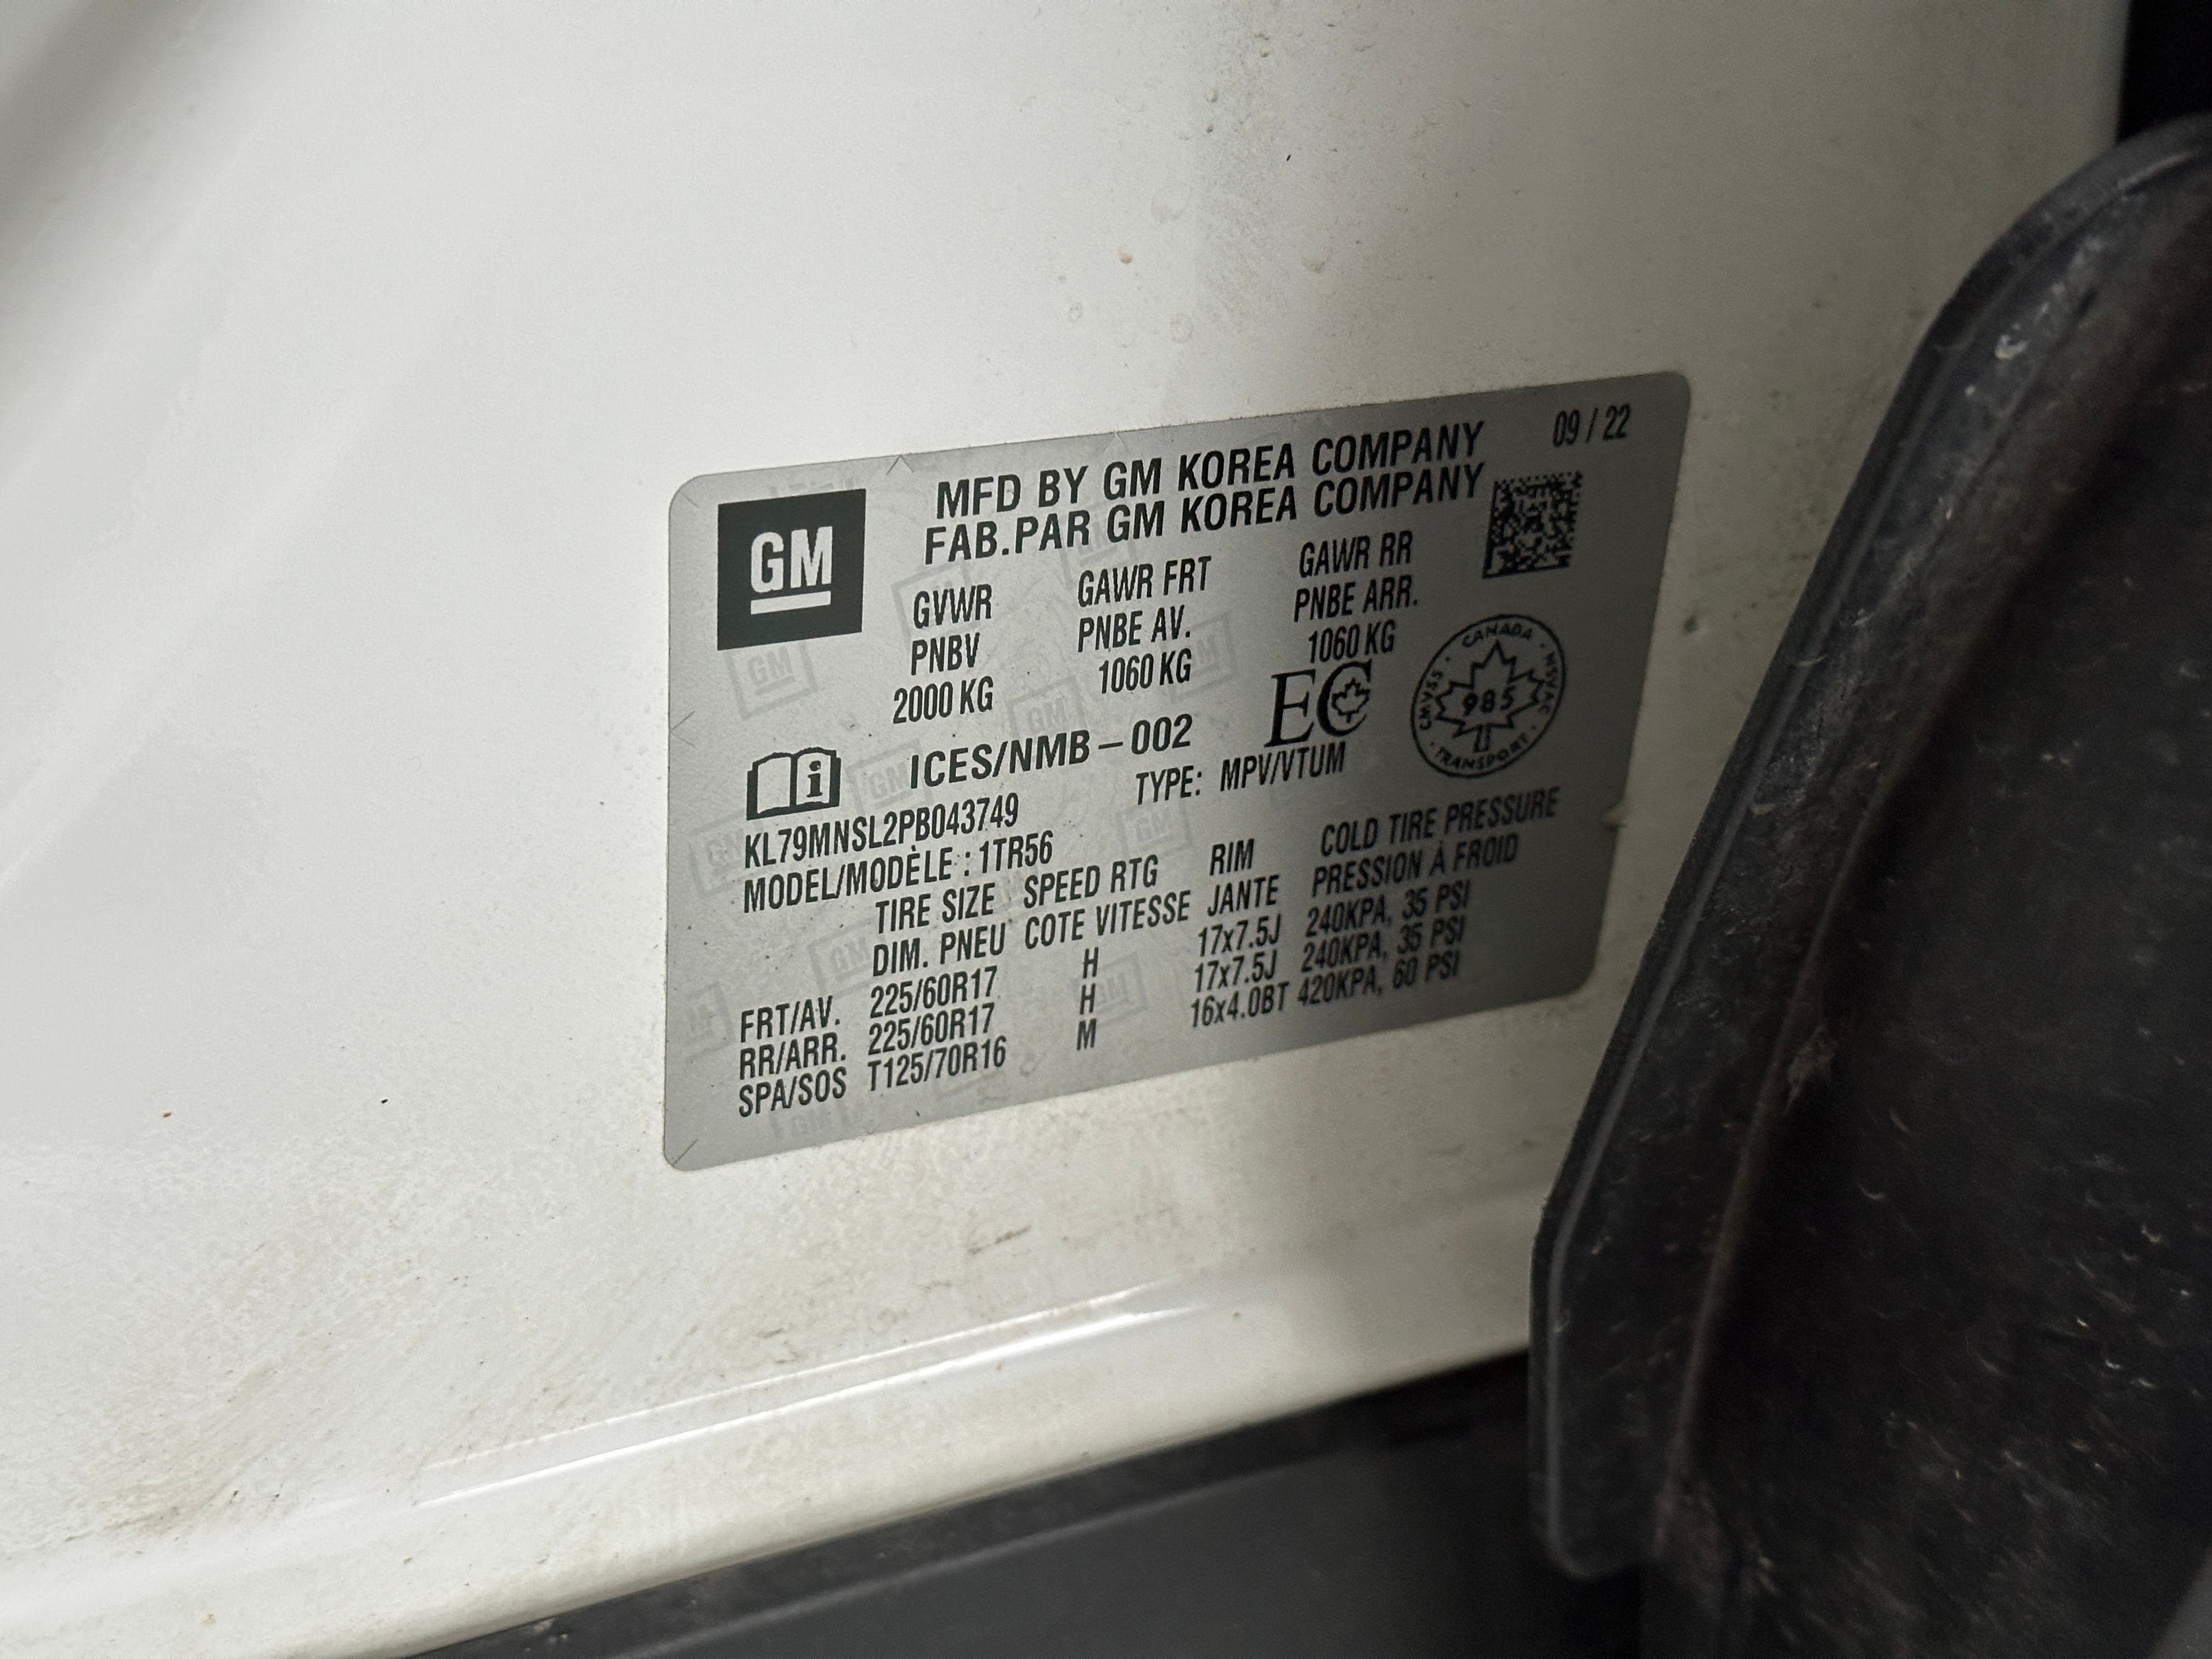 09 / 22
MFD BY GM KOREA COMPANY
FAB.PAR GM KOREA COMPANY
GM
GVWR GAWR FRT GAWR RR
PNBV PNBE AV. PNBE ARR.
2000 KG 1060 KG 1060 KG
ICES/NMB – 002 EC
CANADA
CMVSS 985 NSVAC
TRANSPORT
KL79MNSL2PB043749 TYPE: MPV/VTUM
MODEL/MODÈLE : 1TR56
TIRE SIZE SPEED RTG RIM COLD TIRE PRESSURE
DIM. PNEU COTE VITESSE JANTE PRESSION À FROID
FRT/AV. 225/60R17 H 17x7.5J 240KPA, 35 PSI
RR/ARR. 225/60R17 H 17x7.5J 240KPA, 35 PSI
SPA/SOS T125/70R16 M 16x4.0BT 420KPA, 60 PSI